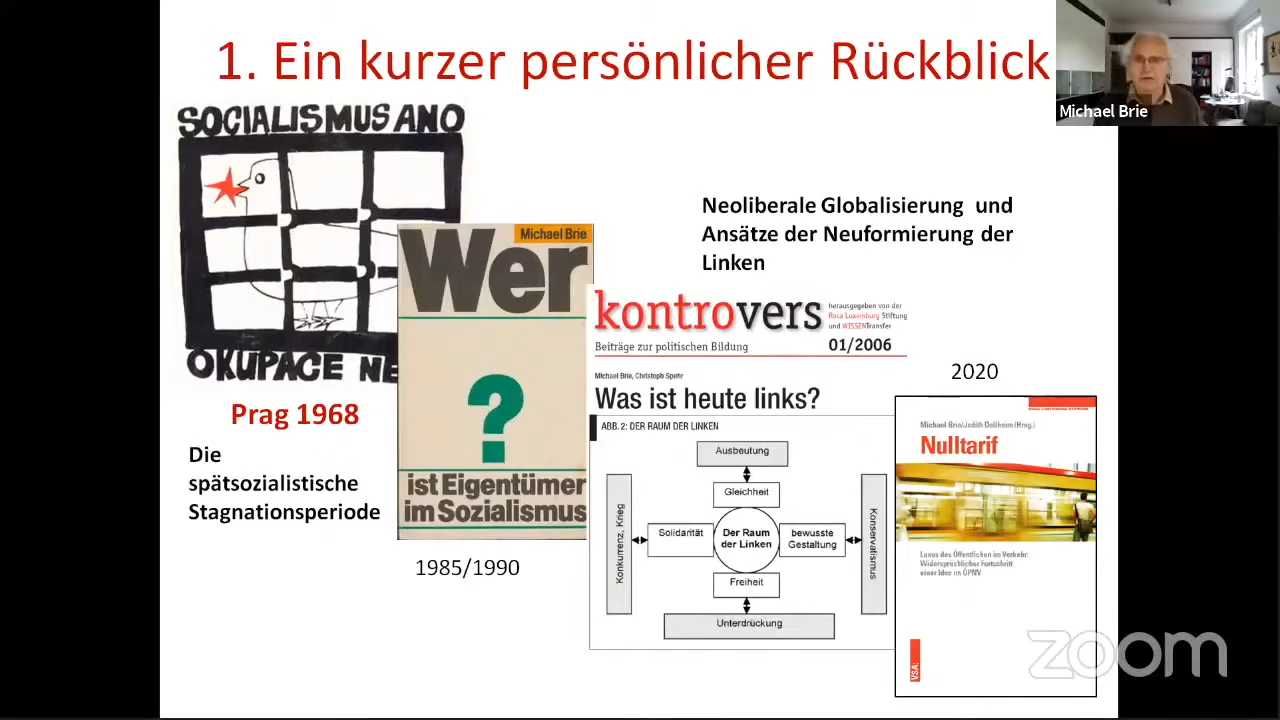 1. Ein kurzer persönlicher Rückblick
Michael Brie
SOCIALISMUS ANO
OKUPACE NE
Prag 1968
Die
spätsozialistische
Stagnationsperiode
Michael Brie
Wer
?
ist Eigentümer
im Sozialismus
1985/1990
Neoliberale Globalisierung und
Ansätze der Neuformierung der
Linken
kontrovers
herausgegeben von der
Rosa Luxemburg Stiftung
und WISSENTransfer
Beiträge zur politischen Bildung
01/2006
Michael Brie, Christoph Spehr
Was ist heute links?
ABB. 2: DER RAUM DER LINKEN
Ausbeutung
Gleichheit
Konkurrenz, Krieg
Solidarität
Der Raum
der Linken
bewusste
Gestaltung
Konservatismus
Freiheit
Unterdrückung
2020
Michael Brie/Judith Dellheim (Hrsg.)
Nulltarif
Luxus des Öffentlichen im Verkehr:
Widersprüchlicher Fortschritt
einer Idee im ÖPNV
VSA:
zoom